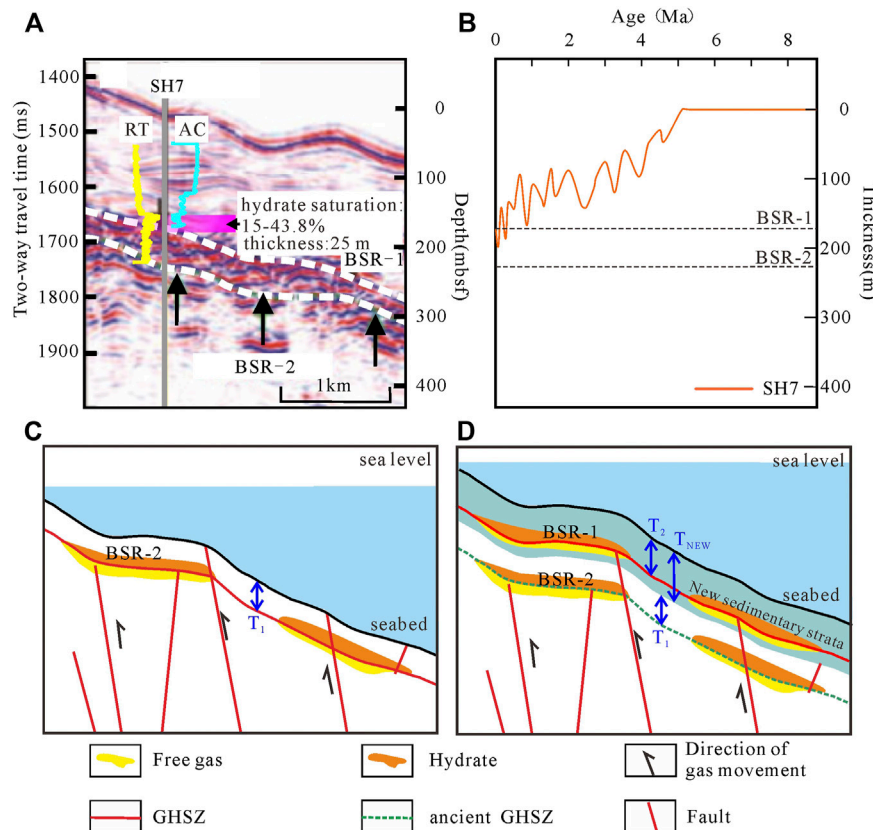 A
1400
1500
1600
1700
1800
1900
Two-way travel time (ms)
SH7
RT
AC
hydrate saturation:
15-43.8%
thickness:25 m
BSR-1
BSR-2
1km
0
100
200
300
400
Depth(mbsf)
B
Age (Ma)
0
2
4
6
8
BSR-1
BSR-2
SH7
0
100
200
300
400
Thickness(m)
C
sea level
BSR-2
T1
seabed
D
sea level
BSR-1
T2
TNEW
BSR-2
T1
New sedimentary strata
seabed
Free gas
Hydrate
Direction of
gas movement
GHSZ
ancient GHSZ
Fault